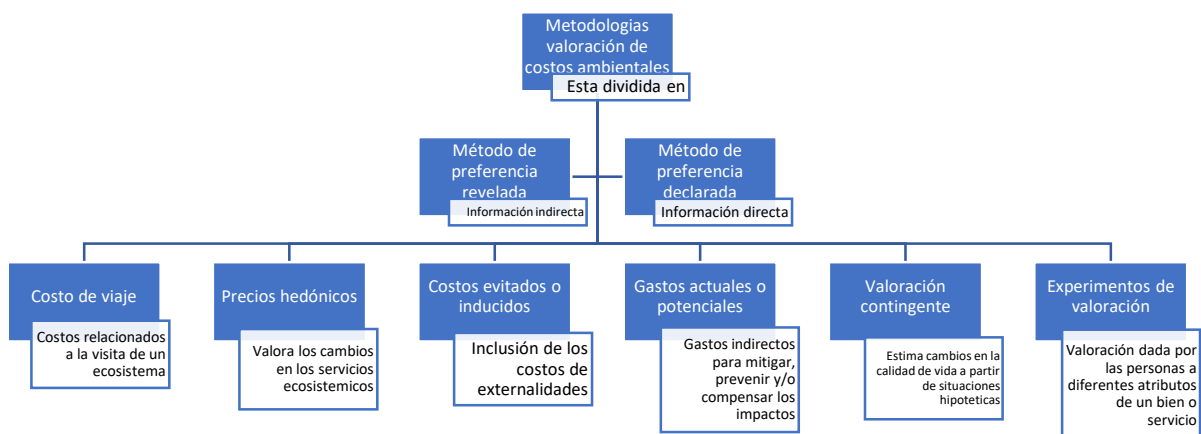 Metodologias
valoración de
costos ambientales
Esta dividida en
Método de
preferencia
revelada
Información indirecta
Método de
preferencia
declarada
Información directa
Costo de viaje
Costos relacionados
a la visita de un
ecosistema
Precios hedónicos
Valora los cambios
en los servicios
ecosistemicos
Costos evitados o
inducidos
Inclusión de los
costos de
externalidades
Gastos actuales o
potenciales
Gastos indirectos
para mitigar,
prevenir y/o
compensar los
impactos
Valoración
contingente
Estima cambios en la
calidad de vida a partir
de situaciones
hipoteticas
Experimentos de
valoración
Valoración dada por
las personas a
diferentes atributos
de un bien o
servicio